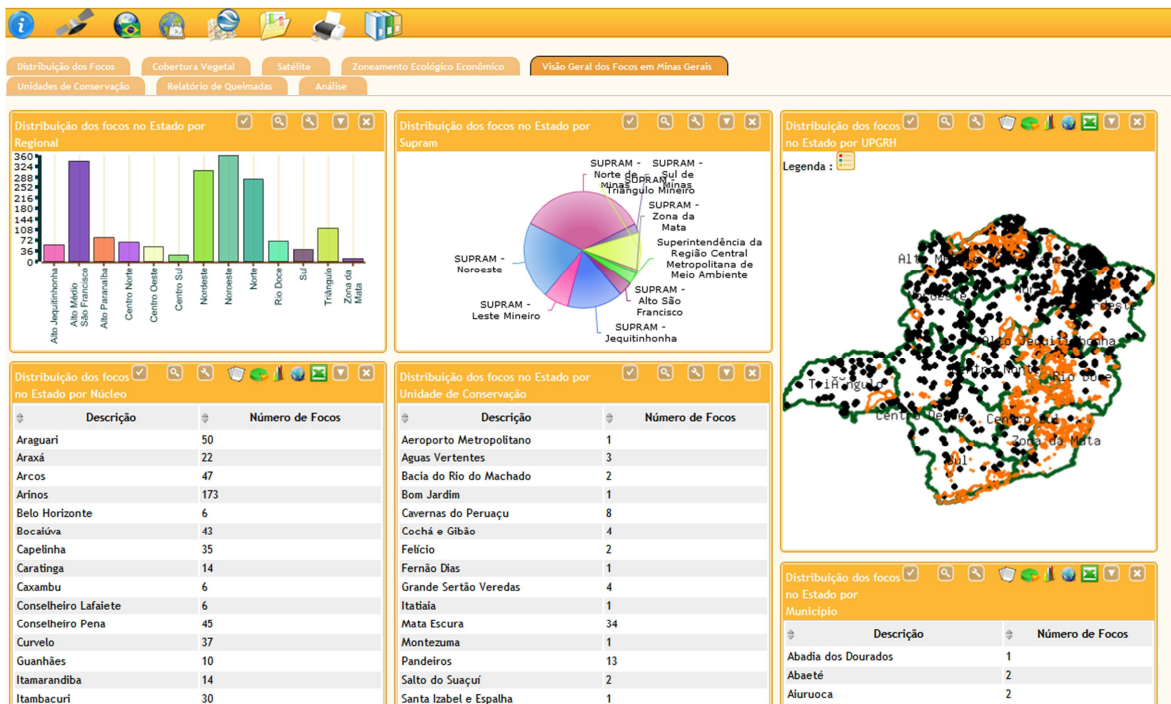 Distribuição dos Focos
Cobertura Vegetal
Satélite
Zoneamento Ecológico Econômico
Visão Geral dos Focos em Minas Gerais
Unidades de Conservação
Relatório de Queimadas
Análise
Distribuição dos focos no Estado por
Regional
360
324
288
252
216
180
144
108
72
36
0
Alto Jequitinhonha
Alto Médio
São Francisco
Alto Paranaíba
Centro Norte
Centro Oeste
Centro Sul
Nordeste
Noroeste
Norte
Rio Doce
Sul
Triângulo
Zona da
Mata
Distribuição dos focos no Estado por
Supram
SUPRAM -
Norte de
Minas
SUPRAM -
Sul de
Minas
SUPRAM -
Triângulo Mineiro
SUPRAM -
Zona da
Mata
Superintendência da
Região Central
Metropolitana de
Meio Ambiente
SUPRAM -
Alto São
Francisco
SUPRAM -
Jequitinhonha
SUPRAM -
Leste Mineiro
SUPRAM -
Noroeste
Distribuição dos focos
no Estado por UPGRH
Legenda :
Alto Jequitinhonha
Rio Doce
TriÃ¢ngulo
Centro Oeste
Zona da Mata
Sul
Distribuição dos focos
no Estado por Núcleo
Descrição Número de Focos
Araguari 50
Araxá 22
Arcos 47
Arinos 173
Belo Horizonte 6
Bocaiúva 43
Capelinha 35
Caratinga 14
Caxambu 6
Conselheiro Lafaiete 6
Conselheiro Pena 45
Curvelo 37
Guanhães 10
Itamarandiba 14
Itambacuri 30
Distribuição dos focos no Estado por
Unidade de Conservação
Descrição Número de Focos
Aeroporto Metropolitano 1
Aguas Vertentes 3
Bacia do Rio do Machado 2
Bom Jardim 1
Cavernas do Peruaçu 8
Cochá e Gibão 4
Felício 2
Fernão Dias 1
Grande Sertão Veredas 4
Itatiaia 1
Mata Escura 34
Montezuma 1
Pandeiros 13
Salto do Suaçuí 2
Santa Izabel e Espalha 1
Distribuição dos focos
no Estado por
Município
Descrição Número de Focos
Abadia dos Dourados 1
Abaeté 2
Aiuruoca 2